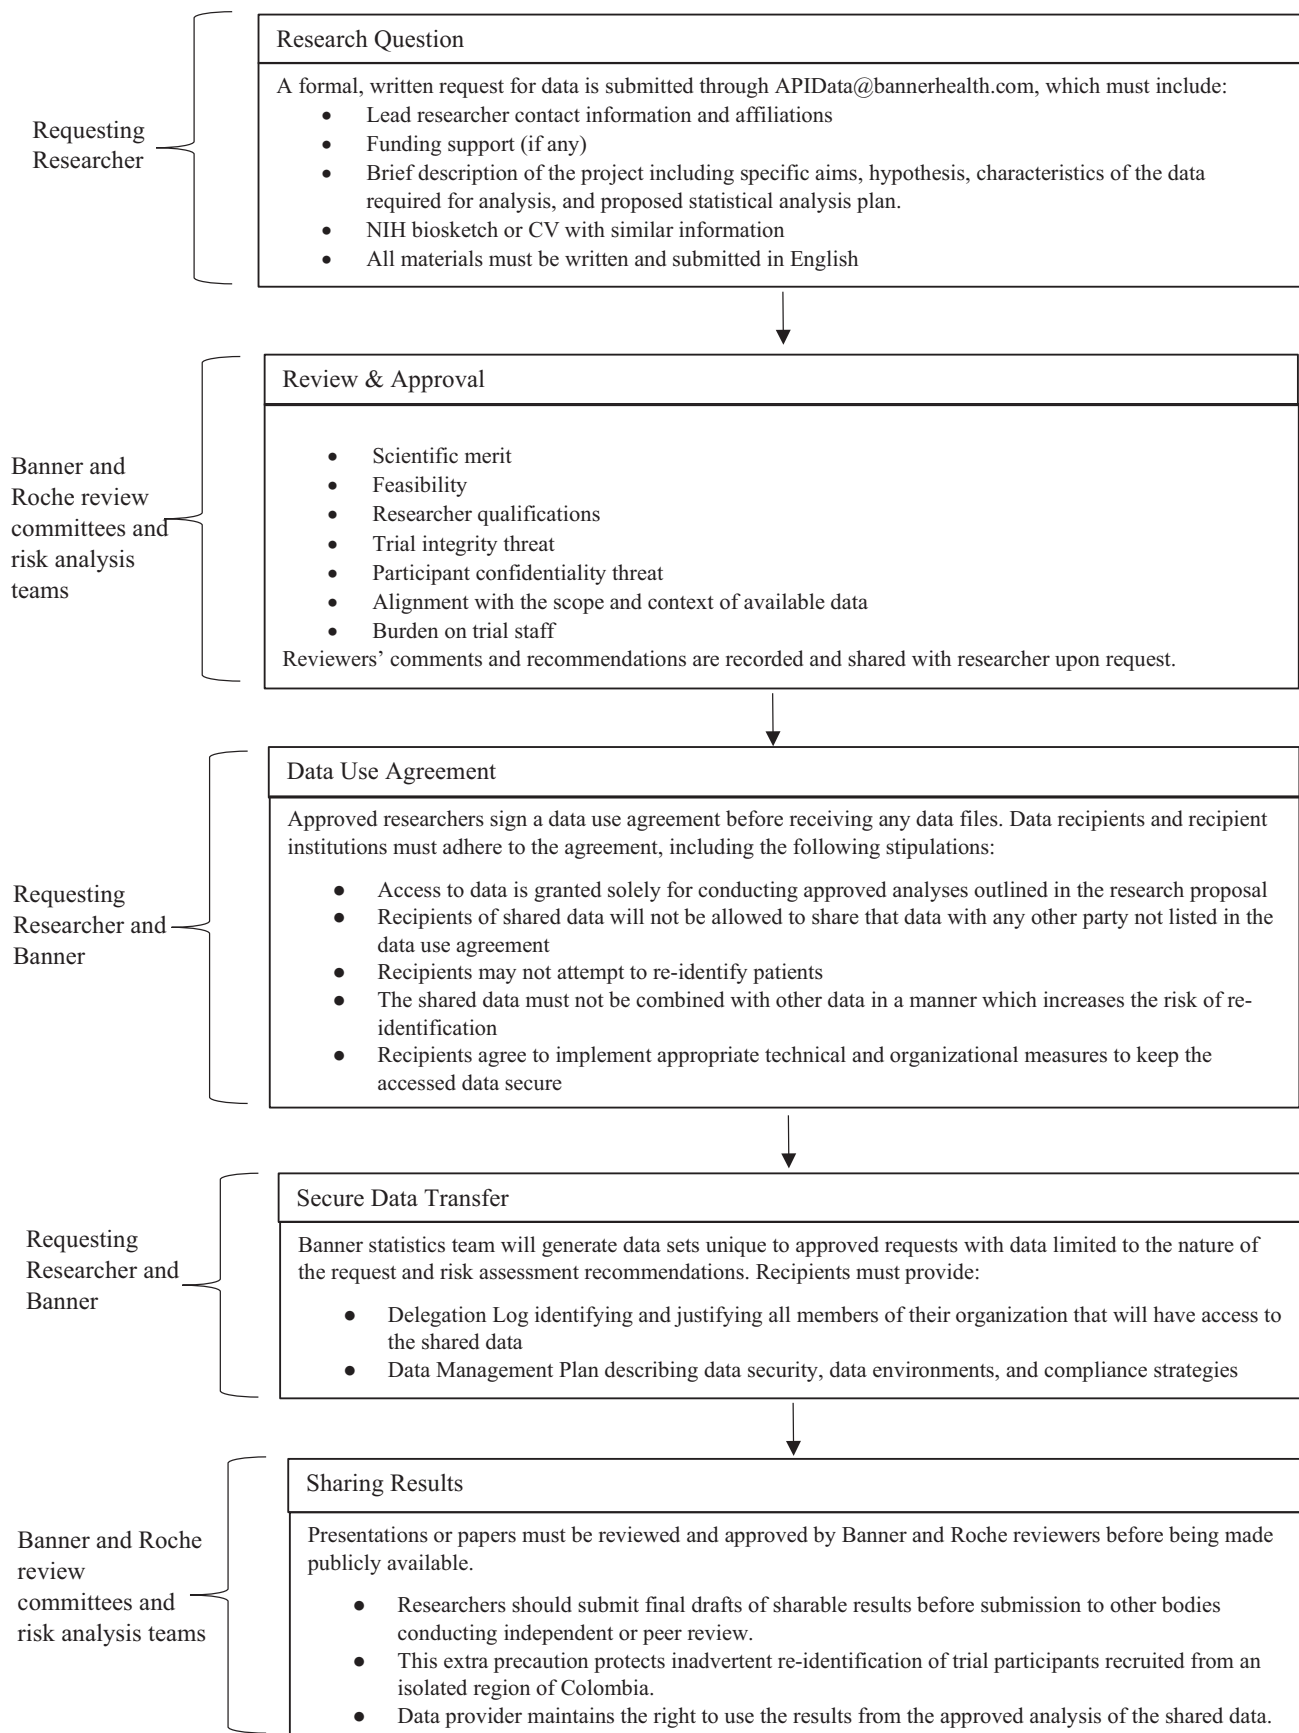 Requesting
Researcher
Research Question
A formal, written request for data is submitted through APIData@bannerhealth.com, which must include:
• Lead researcher contact information and affiliations
• Funding support (if any)
• Brief description of the project including specific aims, hypothesis, characteristics of the data
required for analysis, and proposed statistical analysis plan.
• NIH biosketch or CV with similar information
• All materials must be written and submitted in English
Banner and
Roche review
committees and
risk analysis
teams
Review & Approval
• Scientific merit
• Feasibility
• Researcher qualifications
• Trial integrity threat
• Participant confidentiality threat
• Alignment with the scope and context of available data
• Burden on trial staff
Reviewers’ comments and recommendations are recorded and shared with researcher upon request.
Requesting
Researcher and
Banner
Data Use Agreement
Approved researchers sign a data use agreement before receiving any data files. Data recipients and recipient
institutions must adhere to the agreement, including the following stipulations:
● Access to data is granted solely for conducting approved analyses outlined in the research proposal
● Recipients of shared data will not be allowed to share that data with any other party not listed in the
data use agreement
● Recipients may not attempt to re-identify patients
● The shared data must not be combined with other data in a manner which increases the risk of re-
identification
● Recipients agree to implement appropriate technical and organizational measures to keep the
accessed data secure
Requesting
Researcher and
Banner
Secure Data Transfer
Banner statistics team will generate data sets unique to approved requests with data limited to the nature of
the request and risk assessment recommendations. Recipients must provide:
● Delegation Log identifying and justifying all members of their organization that will have access to
the shared data
● Data Management Plan describing data security, data environments, and compliance strategies
Banner and Roche
review
committees and
risk analysis teams
Sharing Results
Presentations or papers must be reviewed and approved by Banner and Roche reviewers before being made
publicly available.
● Researchers should submit final drafts of sharable results before submission to other bodies
conducting independent or peer review.
● This extra precaution protects inadvertent re-identification of trial participants recruited from an
isolated region of Colombia.
● Data provider maintains the right to use the results from the approved analysis of the shared data.